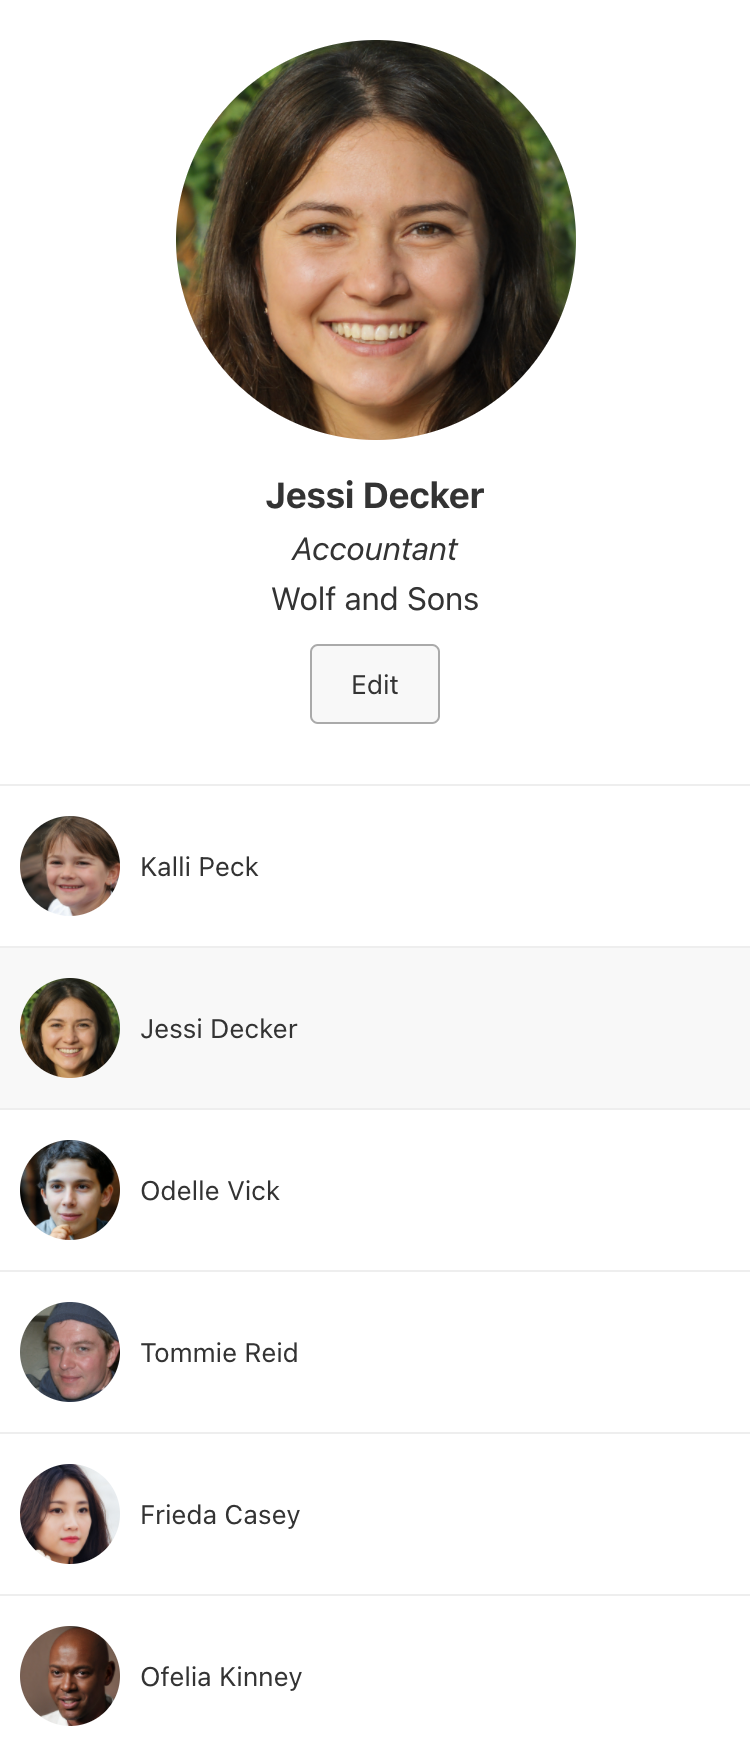 Jessi Decker
Accountant
Wolf and Sons
Edit
Kalli Peck
Jessi Decker
Odelle Vick
Tommie Reid
Frieda Casey
Ofelia Kinney